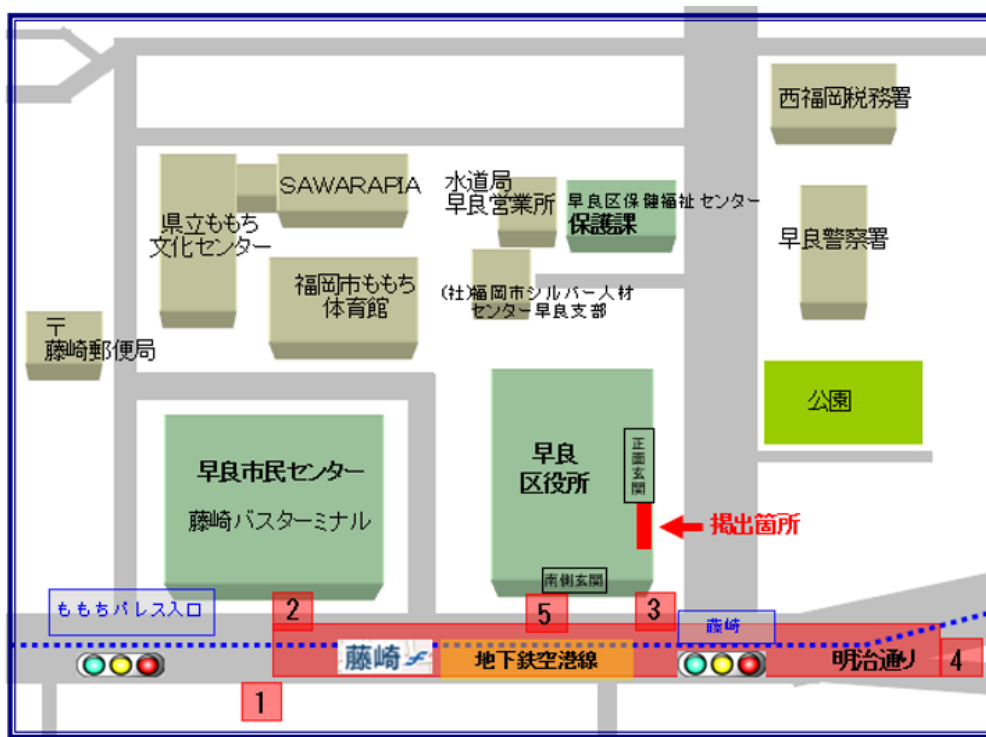 西福岡税務署
SAWARAPIA
水道局
早良営業所
早良区保健福祉センター
保護課
県立ももち
文化センター
早良警察署
福岡市ももち
体育館
(社)福岡市シルバー人材
センター早良支部
〒
藤崎郵便局
公園
早良市民センター
藤崎バスターミナル
早良
区役所
正面玄関
掲出箇所
南側玄関
ももちパレス入口
2
5
3
藤崎
藤崎
地下鉄空港線
明治通り
4
1